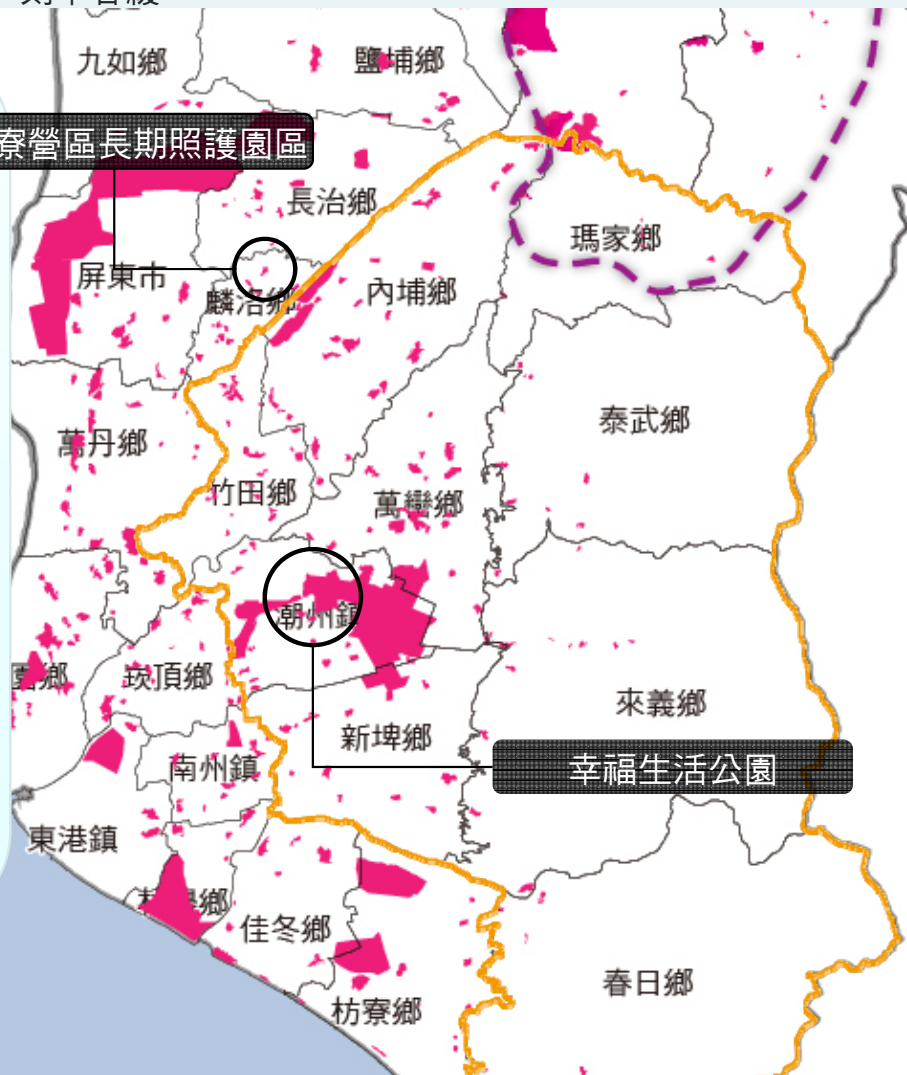 九如鄉
鹽埔鄉
寮營區長期照護園區
長治鄉
瑪家鄉
屏東市
麟洛鄉
內埔鄉
泰武鄉
萬丹鄉
竹田鄉
萬巒鄉
潮州鎮
崁頂鄉
來義鄉
新埤鄉
南州鎮
幸福生活公園
東港鎮
佳冬鄉
春日鄉
枋寮鄉